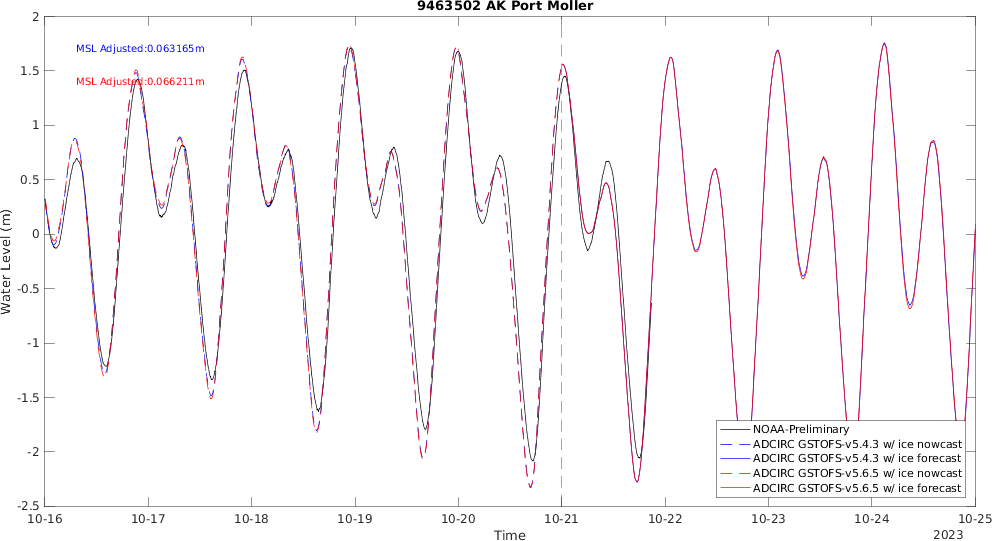 9463502 AK Port Moller
MSL Adjusted:0.063165m
MSL Adjusted:0.066211m
Water Level (m)
2
1.5
1
0.5
0
-0.5
-1
-1.5
-2
-2.5
NOAA-Preliminary
ADCIRC GSTOFS-v5.4.3 w/ ice nowcast
ADCIRC GSTOFS-v5.4.3 w/ ice forecast
ADCIRC GSTOFS-v5.6.5 w/ ice nowcast
ADCIRC GSTOFS-v5.6.5 w/ ice forecast
10-16 10-17 10-18 10-19 10-20 10-21 10-22 10-23 10-24 10-25
Time
2023